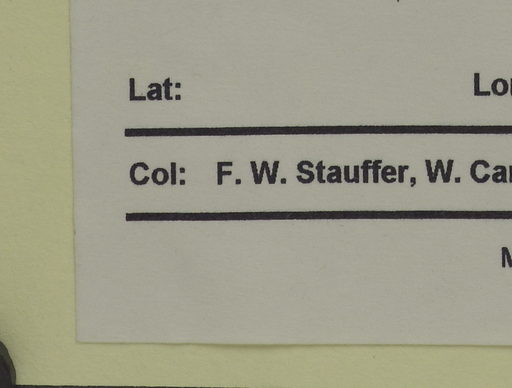 Lat:
Col: F. W. Stauffer, W.